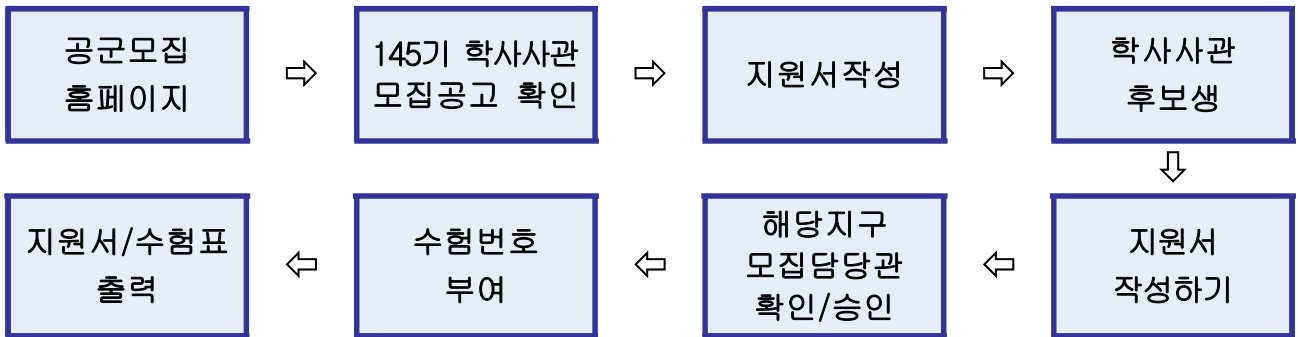 공군모집
홈페이지
145기 학사사관
모집공고 확인
지원서작성
학사사관
후보생
지원서
작성하기
해당지구
모집담당관
확인/승인
수험번호
부여
지원서/수험표
출력